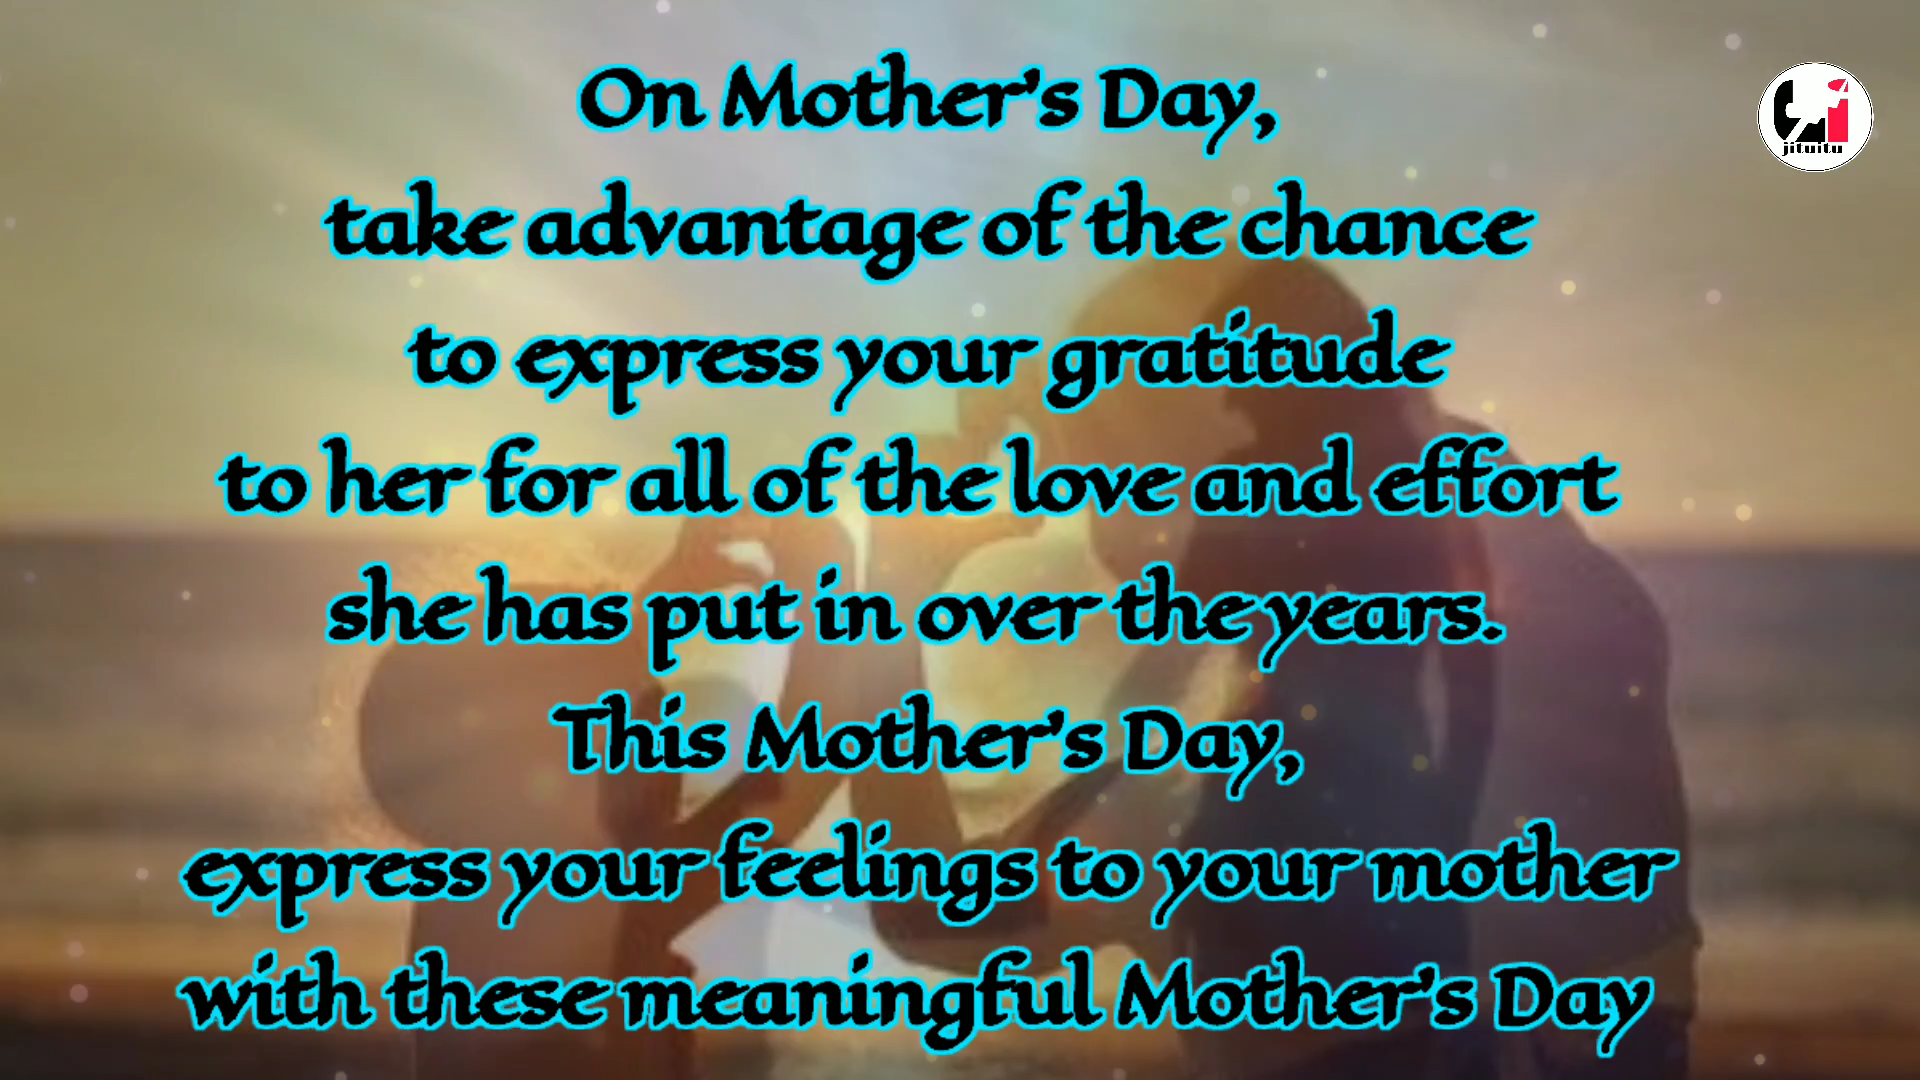 On Mother's Day,
take advantage of the chance
to express your gratitude
to her for all of the love and effort
she has put in over the years.
This Mother's Day,
express your feelings to your mother
with these meaningful Mother's Day
jituitu